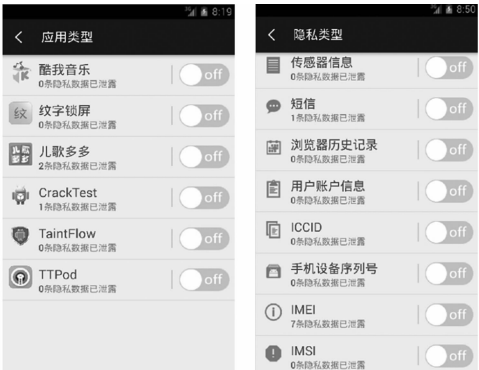 8:19
应用类型
酷我音乐
0条隐私数据已泄露
off
纹字锁屏
0条隐私数据已泄露
off
儿歌多多
2条隐私数据已泄露
off
CrackTest
1条隐私数据已泄露
off
TaintFlow
0条隐私数据已泄露
off
TTPod
0条隐私数据已泄露
off
8:50
隐私类型
传感器信息
0条隐私数据已泄露
off
短信
1条隐私数据已泄露
off
浏览器历史记录
0条隐私数据已泄露
off
用户账户信息
0条隐私数据已泄露
off
ICCID
0条隐私数据已泄露
off
手机设备序列号
0条隐私数据已泄露
off
IMEI
7条隐私数据已泄露
off
IMSI
0条隐私数据已泄露
off